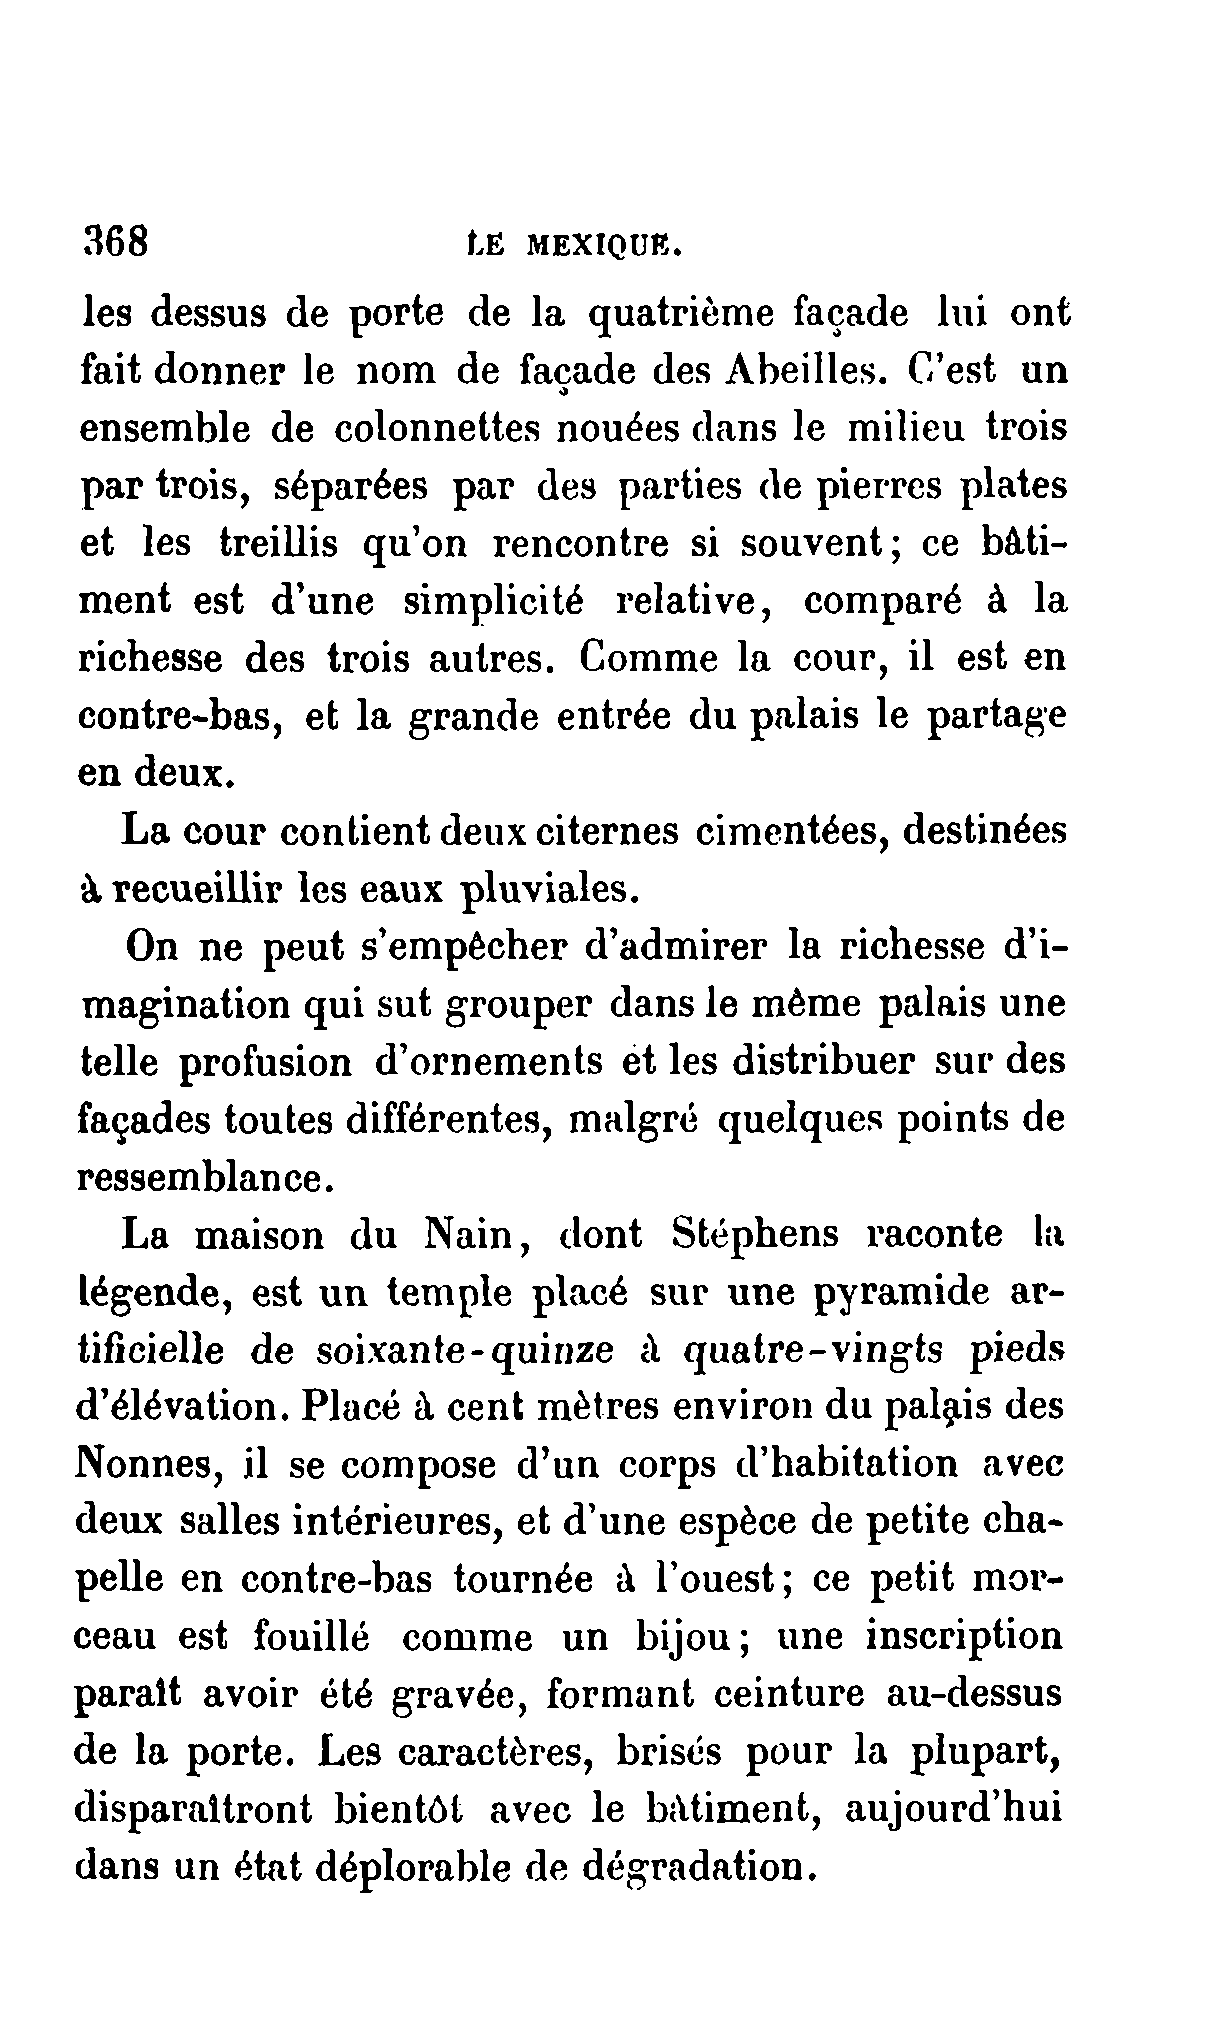 368 LE MEXIQUE.
les dessus de porte de la quatrième façade lui ont
fait donner le nom de façade des Abeilles. C'est un
ensemble de colonnettes nouées dans le milieu trois
par trois, séparées par des parties de pierres plates
et les treillis qu'on rencontre si souvent; ce bâti-
ment est d'une simplicité relative, comparé à la
richesse des trois autres. Comme la cour, il est en
contre-bas, et la grande entrée du palais le partage
en deux.
La cour contient deux citernes cimentées, destinées
à recueillir les eaux pluviales.
On ne peut s'empêcher d'admirer la richesse d'i-
magination qui sut grouper dans le même palais une
telle profusion d'ornements et les distribuer sur des
façades toutes différentes, malgré quelques points de
ressemblance.
La maison du Nain, dont Stéphens raconte la
légende, est un temple placé sur une pyramide ar-
tificielle de soixante-quinze à quatre-vingts pieds
d'élévation. Placé à cent mètres environ du palais des
Nonnes, il se compose d'un corps d'habitation avec
deux salles intérieures, et d'une espèce de petite cha-
pelle en contre-bas tournée à l'ouest; ce petit mor-
ceau est fouillé comme un bijou; une inscription
paraît avoir été gravée, formant ceinture au-dessus
de la porte. Les caractères, brisés pour la plupart,
disparaîtront bientôt avec le bâtiment, aujourd'hui
dans un état déplorable de dégradation.